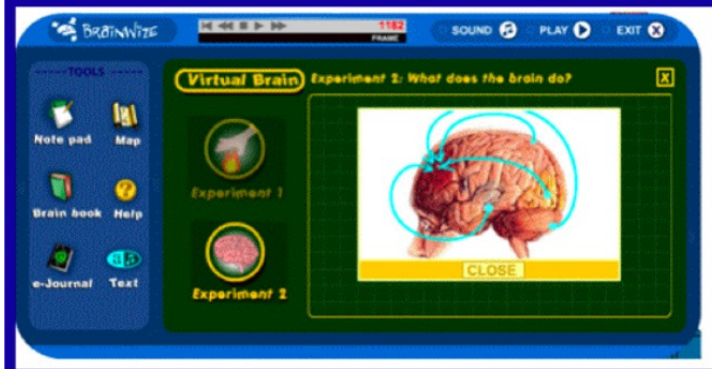 BRAINWIZE
1182
FRAME
SOUND PLAY EXIT X
TOOLS
Note pad Map
Brain book Help
e-Journal Text
Virtual Brain Experiment 2: What does the brain do? X
Experiment 1
Experiment 2
CLOSE